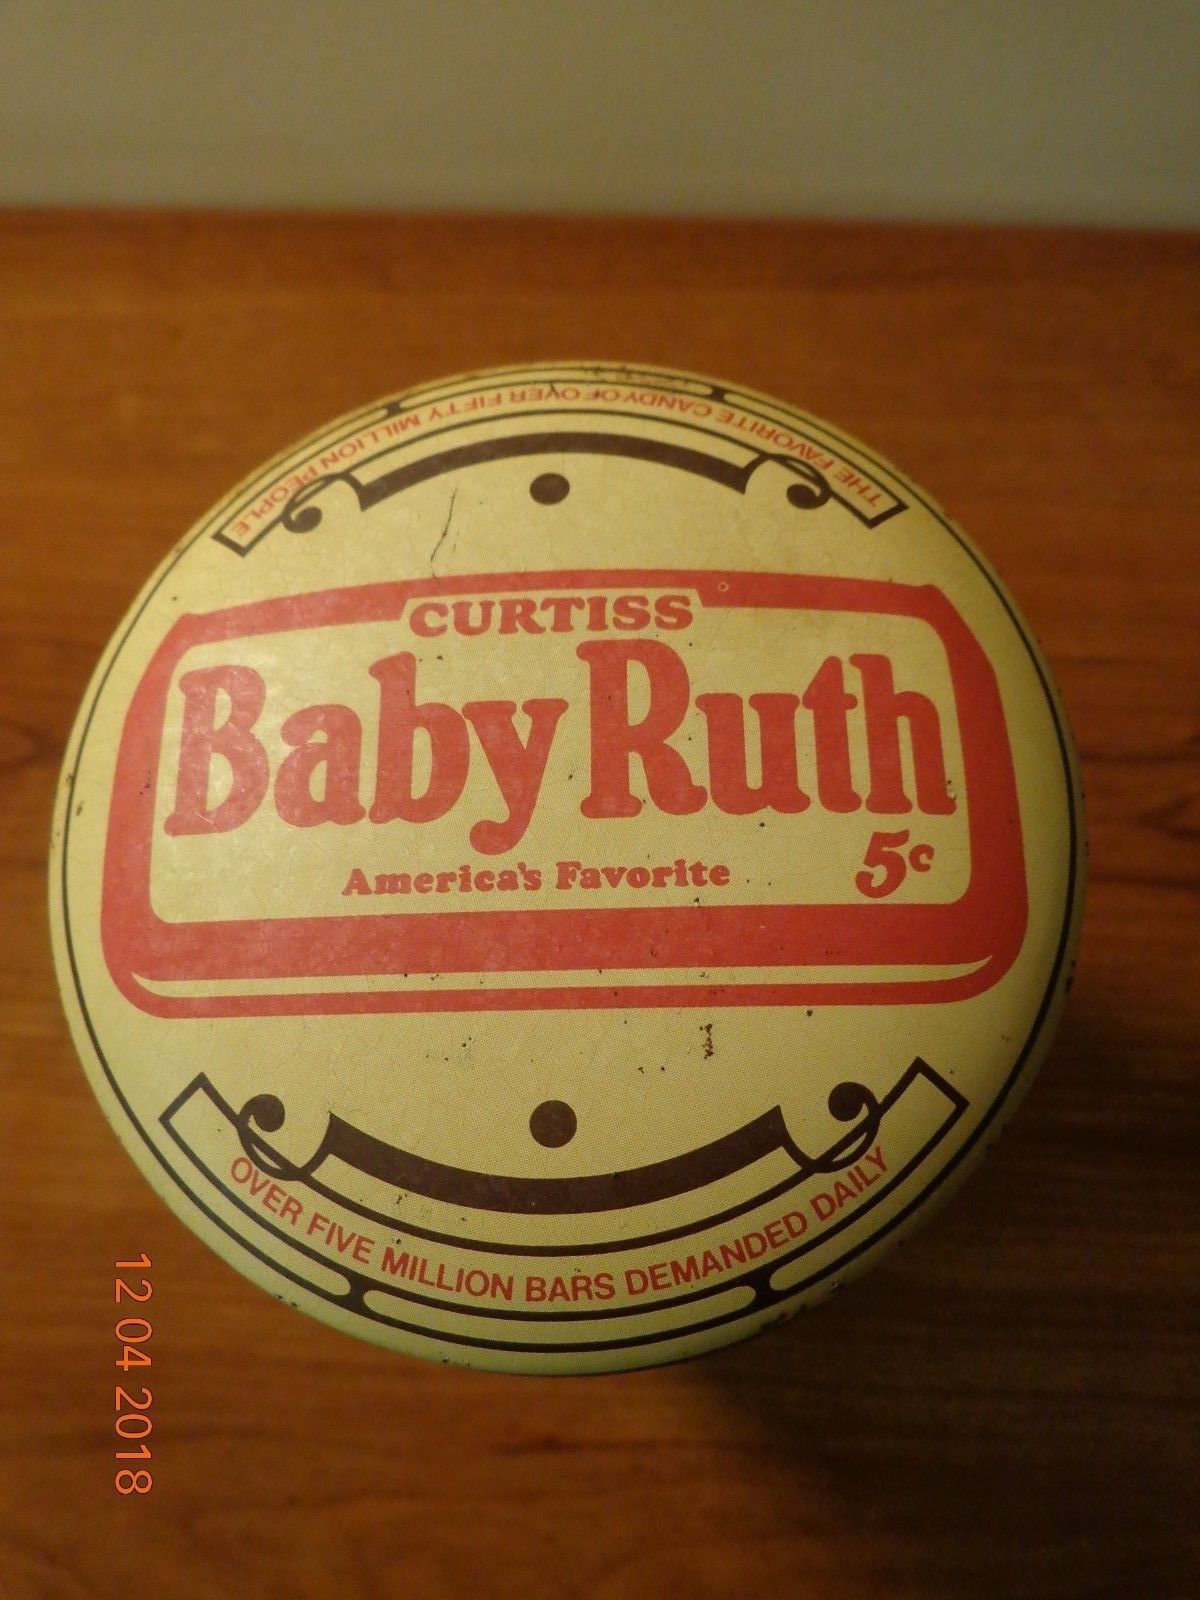 THE FAVORITE CANDY OF OVER FIFTY MILLION PEOPLE
CURTISS
Baby Ruth
America's Favorite
5c
OVER FIVE MILLION BARS DEMANDED DAILY
12 04 2018